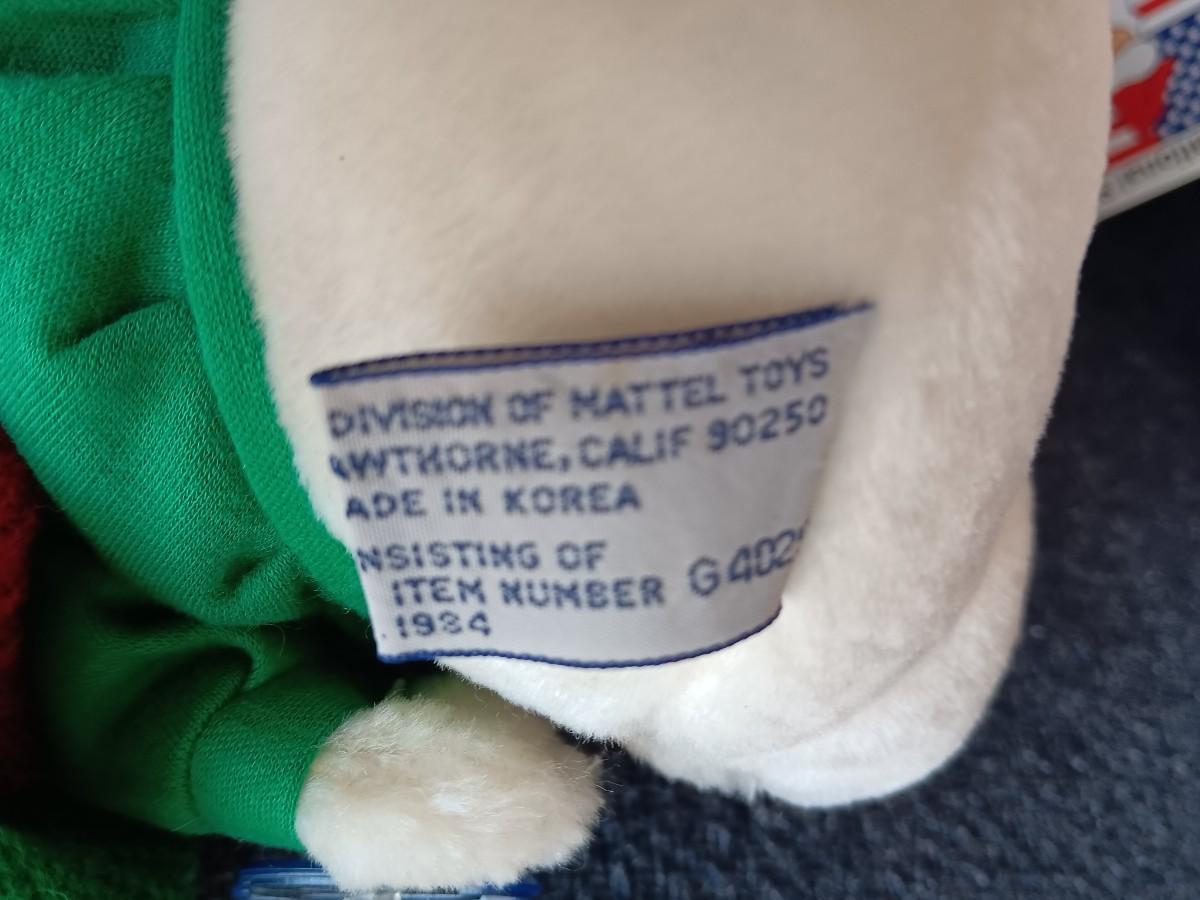 DIVISION OF MATTEL TOYS
AWTHORNE, CALIF 90250
ADE IN KOREA
NSISTING OF
ITEM NUMBER G402
1984